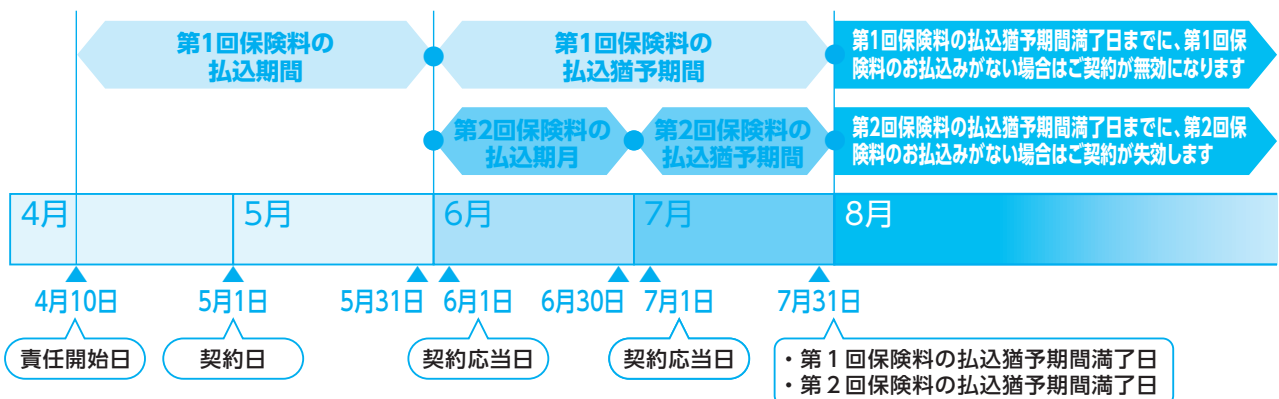 第1回保険料の
払込期間
第1回保険料の
払込猶予期間
第1回保険料の払込猶予期間満了日までに、第1回保
険料のお払込みがない場合はご契約が無効になります
第2回保険料の
払込期月
第2回保険料の
払込猶予期間
第2回保険料の払込猶予期間満了日までに、第2回保
険料のお払込みがない場合はご契約が失効します
4月
5月
6月
7月
8月
4月10日
5月1日
5月31日
6月1日
6月30日
7月1日
7月31日
責任開始日
契約日
契約応当日
契約応当日
・第1回保険料の払込猶予期間満了日
・第2回保険料の払込猶予期間満了日